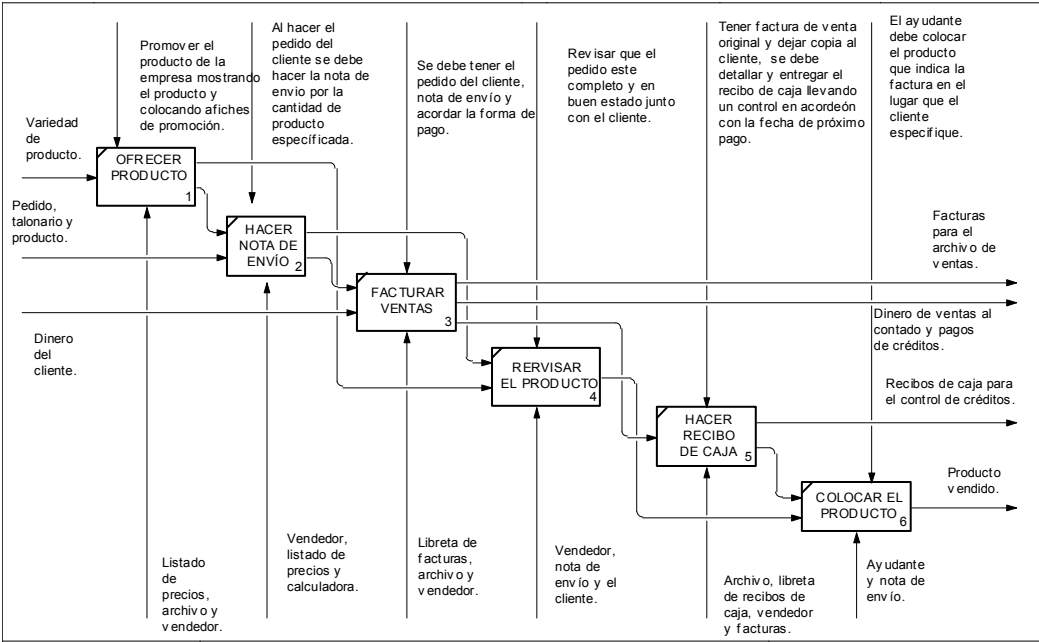 Promover el
producto de la
empresa mostrando
el producto y
colocando afiches
de promoción.
Al hacer el
pedido del
cliente se debe
hacer la nota de
envio por la
cantidad de
producto
específicada.
Se debe tener el
pedido del cliente,
nota de envío y
acordar la forma de
pago.
Revisar que el
pedido este
completo y en
buen estado junto
con el cliente.
Tener factura de venta
original y dejar copia al
cliente, se debe
detallar y entregar el
recibo de caja llevando
un control en acordeón
con la fecha de próximo
pago.
El ayudante
debe colocar
el producto
que indica la
factura en el
lugar que el
cliente
especifique.
Variedad
de
producto.
OFRECER
PRODUCTO
1
Pedido,
talonario y
producto.
HACER
NOTA DE
ENVÍO
2
Facturas
para el
archivo de
ventas.
FACTURAR
VENTAS
3
Dinero
del
cliente.
Dinero de ventas al
contado y pagos
de créditos.
RERVISAR
EL PRODUCTO
4
Recibos de caja para
el control de créditos.
HACER
RECIBO
DE CAJA
5
Producto
vendido.
COLOCAR EL
PRODUCTO
6
Listado
de
precios,
archivo y
vendedor.
Vendedor,
listado de
precios y
calculadora.
Libreta de
facturas,
archivo y
vendedor.
Vendedor,
nota de
envío y el
cliente.
Archivo, libreta
de recibos de
caja, vendedor
y facturas.
Ayudante
y nota de
envío.